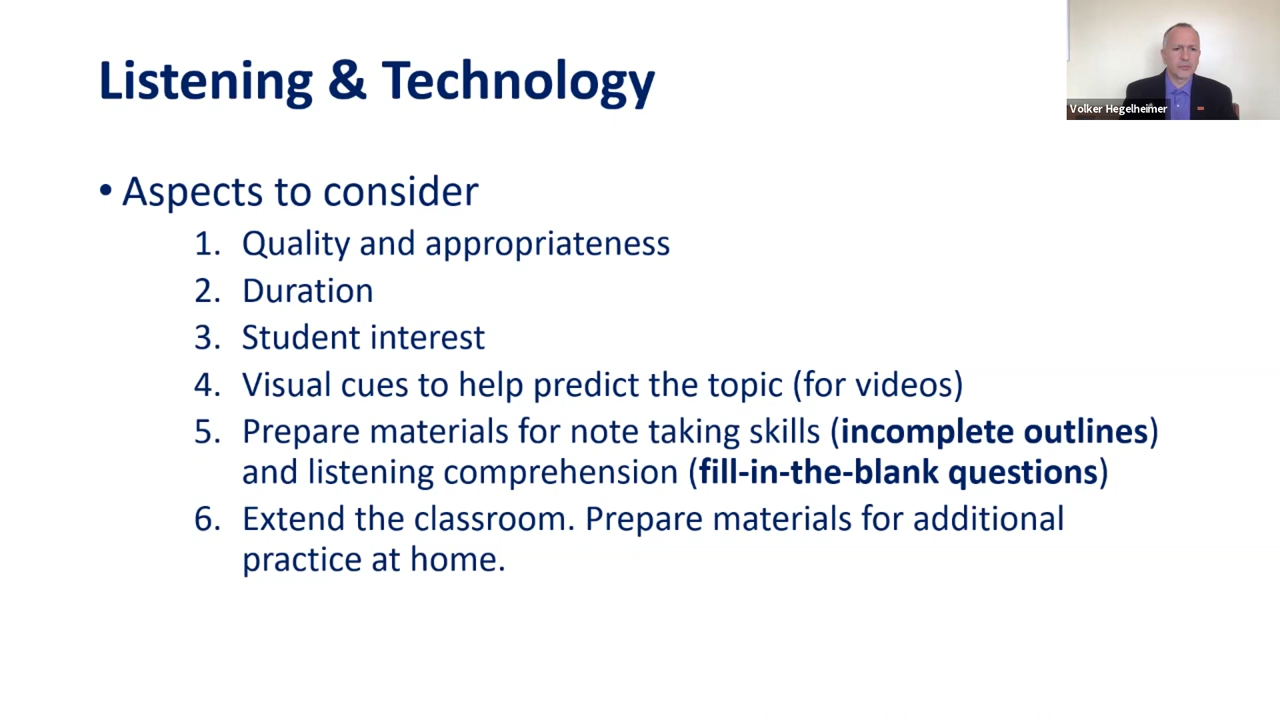 Listening & Technology
Volker Hegelheimer
• Aspects to consider
1. Quality and appropriateness
2. Duration
3. Student interest
4. Visual cues to help predict the topic (for videos)
5. Prepare materials for note taking skills (incomplete outlines)
and listening comprehension (fill-in-the-blank questions)
6. Extend the classroom. Prepare materials for additional
practice at home.